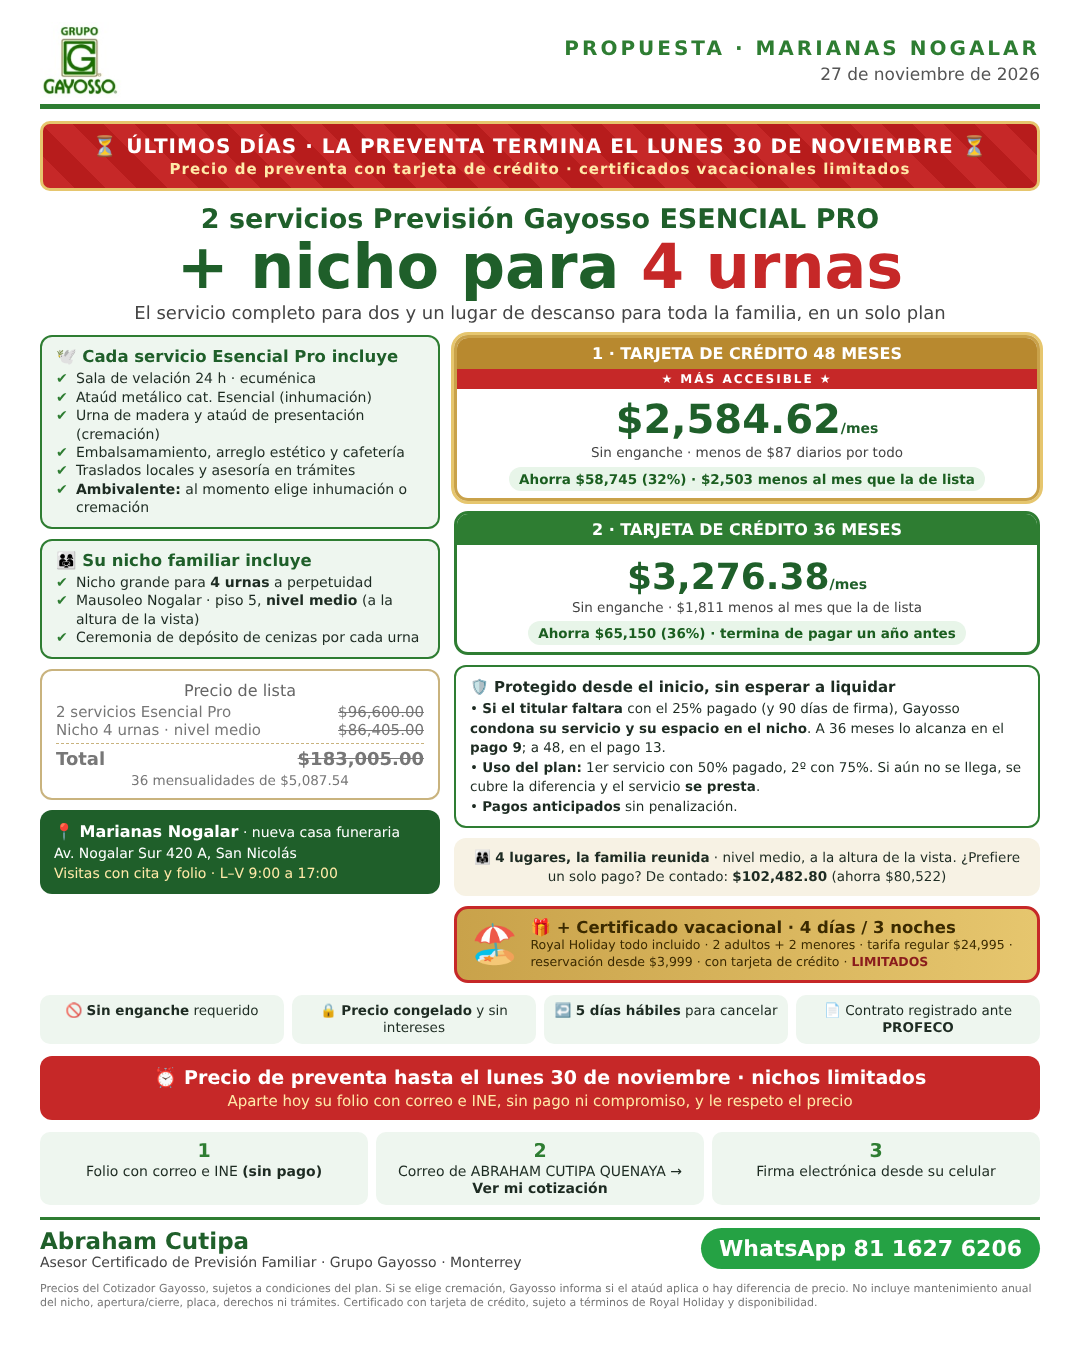 GRUPO
GAYOSSO
PROPUESTA · MARIANAS NOGALAR
27 de noviembre de 2026
⏳ ÚLTIMOS DÍAS · LA PREVENTA TERMINA EL LUNES 30 DE NOVIEMBRE ⏳
Precio de preventa con tarjeta de crédito · certificados vacacionales limitados
2 servicios Previsión Gayosso ESENCIAL PRO
+ nicho para 4 urnas
El servicio completo para dos y un lugar de descanso para toda la familia, en un solo plan
🕊️ Cada servicio Esencial Pro incluye
✔ Sala de velación 24 h · ecuménica
✔ Ataúd metálico cat. Esencial (inhumación)
✔ Urna de madera y ataúd de presentación
(cremación)
✔ Embalsamamiento, arreglo estético y cafetería
✔ Traslados locales y asesoría en trámites
✔ Ambivalente: al momento elige inhumación o
cremación
👨‍👩‍👧‍👦 Su nicho familiar incluye
✔ Nicho grande para 4 urnas a perpetuidad
✔ Mausoleo Nogalar · piso 5, nivel medio (a la
altura de la vista)
✔ Ceremonia de depósito de cenizas por cada urna
Precio de lista
2 servicios Esencial Pro $96,600.00
Nicho 4 urnas · nivel medio $86,405.00
Total $183,005.00
36 mensualidades de $5,087.54
📍 Marianas Nogalar · nueva casa funeraria
Av. Nogalar Sur 420 A, San Nicolás
Visitas con cita y folio · L–V 9:00 a 17:00
1 · TARJETA DE CRÉDITO 48 MESES
★ MÁS ACCESIBLE ★
$2,584.62/mes
Sin enganche · menos de $87 diarios por todo
Ahorra $58,745 (32%) · $2,503 menos al mes que la de lista
2 · TARJETA DE CRÉDITO 36 MESES
$3,276.38/mes
Sin enganche · $1,811 menos al mes que la de lista
Ahorra $65,150 (36%) · termina de pagar un año antes
🛡️ Protegido desde el inicio, sin esperar a liquidar
• Si el titular faltara con el 25% pagado (y 90 días de firma), Gayosso
condona su servicio y su espacio en el nicho. A 36 meses lo alcanza en el
pago 9; a 48, en el pago 13.
• Uso del plan: 1er servicio con 50% pagado, 2º con 75%. Si aún no se llega, se
cubre la diferencia y el servicio se presta.
• Pagos anticipados sin penalización.
👨‍👩‍👧‍👦 4 lugares, la familia reunida · nivel medio, a la altura de la vista. ¿Prefiere
un solo pago? De contado: $102,482.80 (ahorra $80,522)
🎁 + Certificado vacacional · 4 días / 3 noches
Royal Holiday todo incluido · 2 adultos + 2 menores · tarifa regular $24,995 ·
reservación desde $3,999 · con tarjeta de crédito · LIMITADOS
🚫 Sin enganche requerido
🔒 Precio congelado y sin
intereses
↩️ 5 días hábiles para cancelar
📄 Contrato registrado ante
PROFECO
⏰ Precio de preventa hasta el lunes 30 de noviembre · nichos limitados
Aparte hoy su folio con correo e INE, sin pago ni compromiso, y le respeto el precio
1
Folio con correo e INE (sin pago)
2
Correo de ABRAHAM CUTIPA QUENAYA →
Ver mi cotización
3
Firma electrónica desde su celular
Abraham Cutipa
Asesor Certificado de Previsión Familiar · Grupo Gayosso · Monterrey
WhatsApp 81 1627 6206
Precios del Cotizador Gayosso, sujetos a condiciones del plan. Si se elige cremación, Gayosso informa si el ataúd aplica o hay diferencia de precio. No incluye mantenimiento anual
del nicho, apertura/cierre, placa, derechos ni trámites. Certificado con tarjeta de crédito, sujeto a términos de Royal Holiday y disponibilidad.